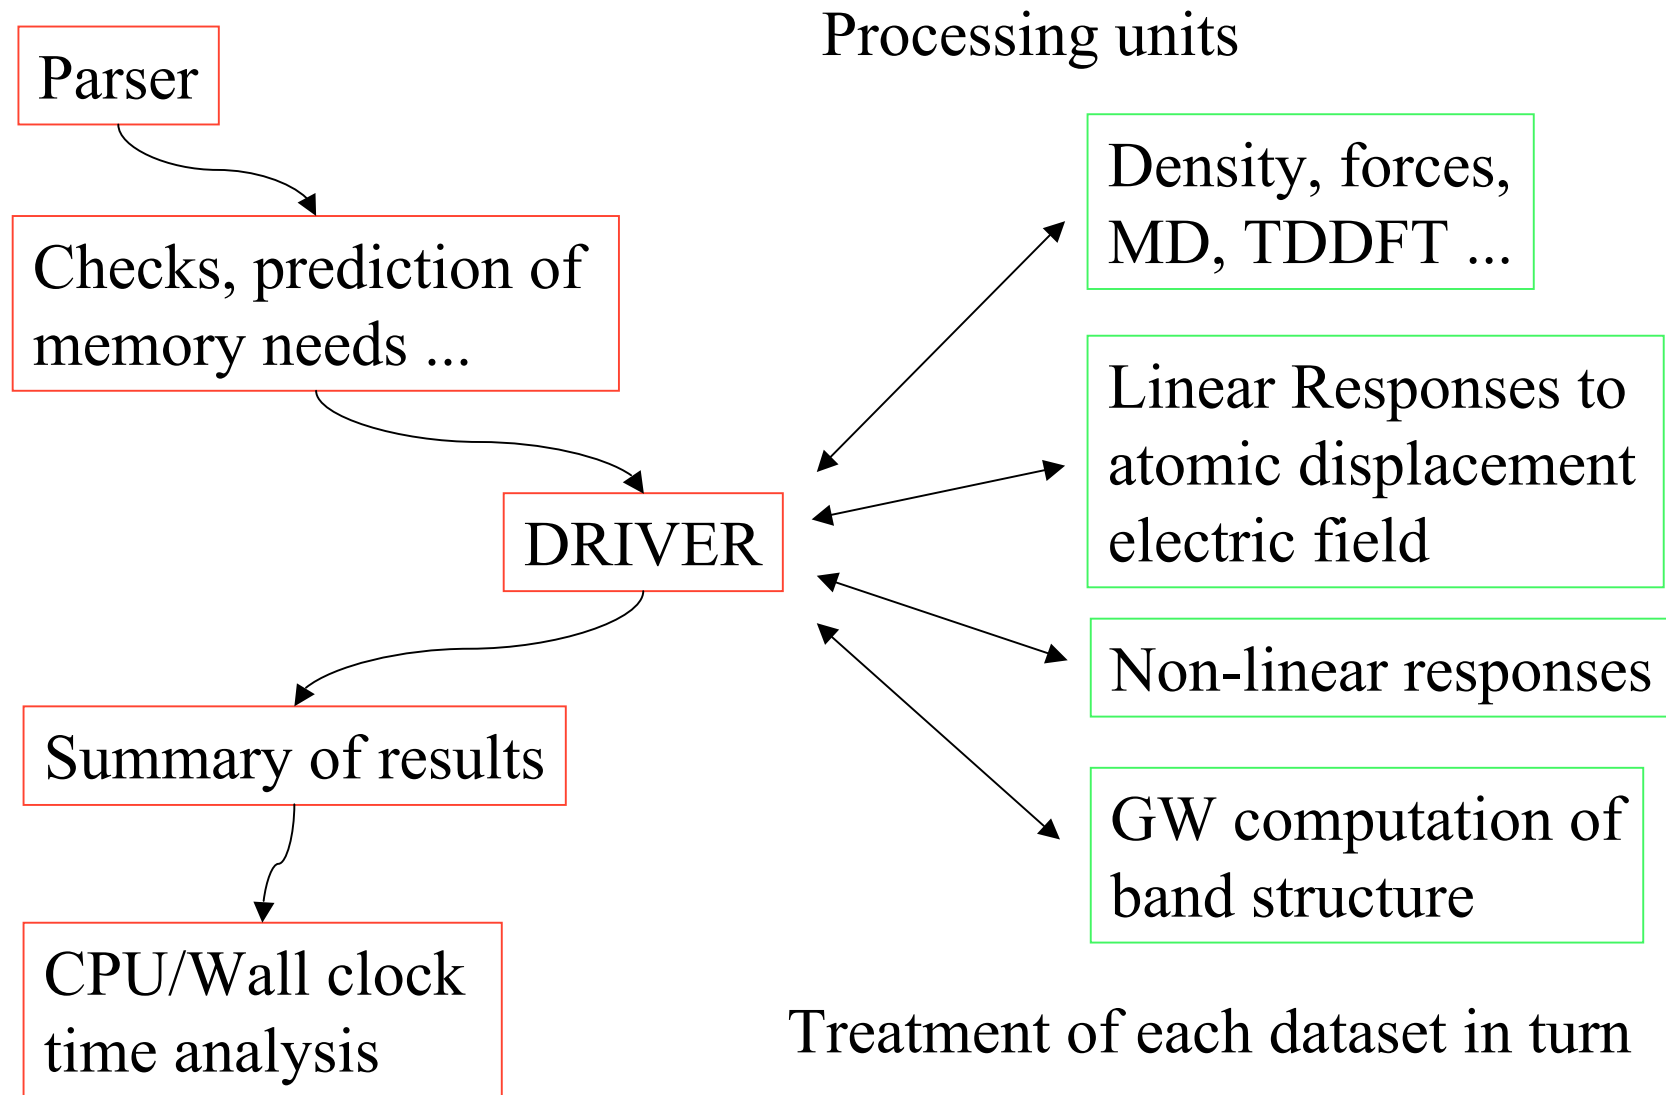 Processing units
Parser
Checks, prediction of
memory needs ...
DRIVER
Summary of results
CPU/Wall clock
time analysis
Density, forces,
MD, TDDFT ...
Linear Responses to
atomic displacement
electric field
Non-linear responses
GW computation of
band structure
Treatment of each dataset in turn